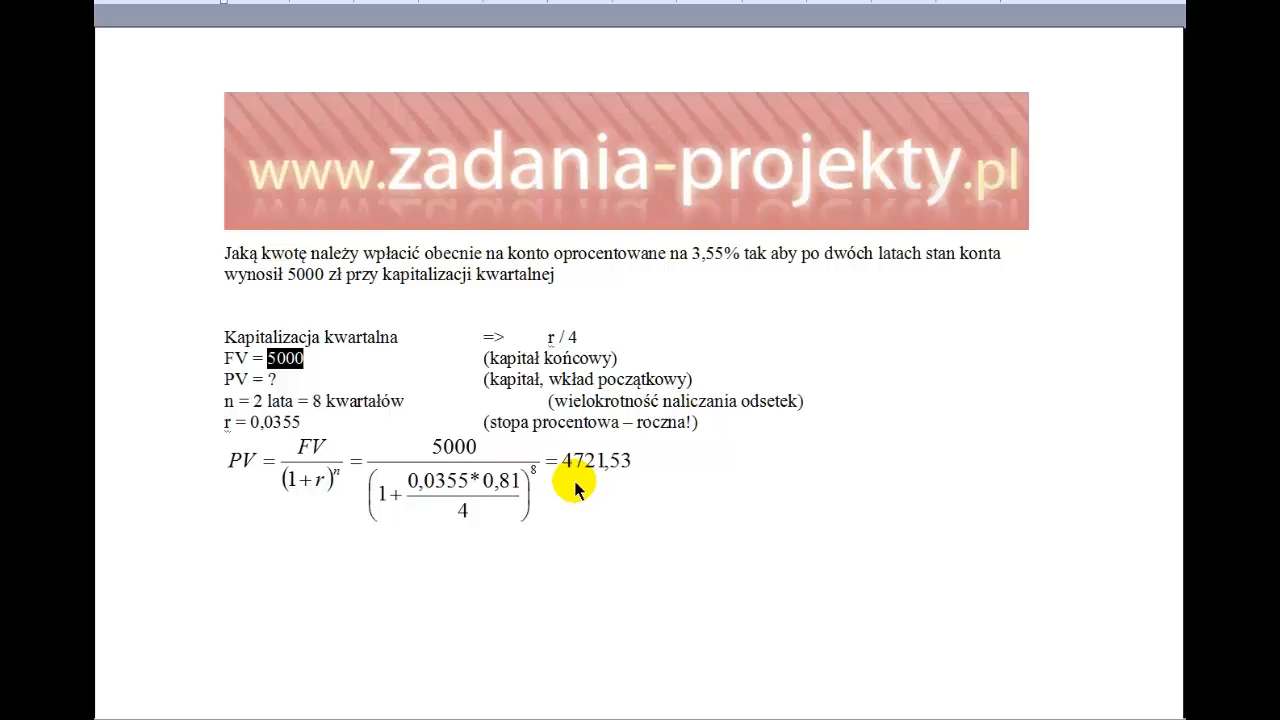 www.zadania-projekty.pl
Jaką kwotę należy wpłacić obecnie na konto oprocentowane na 3,55% tak aby po dwóch latach stan konta
wynosił 5000 zł przy kapitalizacji kwartalnej
Kapitalizacja kwartalna => r / 4
FV = 5000 (kapitał końcowy)
PV = ? (kapitał, wkład początkowy)
n = 2 lata = 8 kwartałów (wielokrotność naliczania odsetek)
r = 0,0355 (stopa procentowa – roczna!)
PV = FV / (1 + r)^n = 5000 / (1 + 0,0355*0,81 / 4)^8 = 4721,53